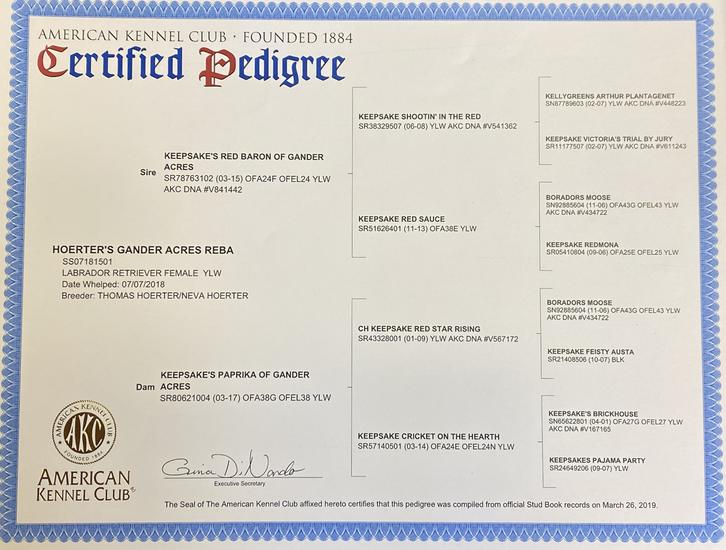 AMERICAN KENNEL CLUB • FOUNDED 1884
Certified Pedigree
Sire
KEEPSAKE'S RED BARON OF GANDER
ACRES
SR78763102 (03-15) OFA24F OFEL24 YLW
AKC DNA #V841442
HOERTER'S GANDER ACRES REBA
SS07181501
LABRADOR RETRIEVER FEMALE YLW
Date Whelped: 07/07/2018
Breeder: THOMAS HOERTER/NEVA HOERTER
Dam
KEEPSAKE'S PAPRIKA OF GANDER
ACRES
SR80621004 (03-17) OFA38G OFEL38 YLW
KEEPSAKE SHOOTIN' IN THE RED
SR38329507 (06-08) YLW AKC DNA #V541362
KEEPSAKE RED SAUCE
SR51626401 (11-13) OFA38E YLW
CH KEEPSAKE RED STAR RISING
SR43328001 (01-09) YLW AKC DNA #V567172
KEEPSAKE CRICKET ON THE HEARTH
SR57140501 (03-14) OFA24E OFEL24N YLW
KELLYGREENS ARTHUR PLANTAGENET
SN87789603 (02-07) YLW AKC DNA #V448223
KEEPSAKE VICTORIA'S TRIAL BY JURY
SR11177507 (02-07) YLW AKC DNA #V611243
BORADORS MOOSE
SN92885604 (11-06) OFA43G OFEL43 YLW
AKC DNA #V434722
KEEPSAKE REDMONA
SR05410804 (09-06) OFA25E OFEL25 YLW
BORADORS MOOSE
SN92885604 (11-06) OFA43G OFEL43 YLW
AKC DNA #V434722
KEEPSAKE FEISTY AUSTA
SR21408506 (10-07) BLK
KEEPSAKE'S BRICKHOUSE
SN65622801 (04-01) OFA27G OFEL27 YLW
AKC DNA #V167165
KEEPSAKES PAJAMA PARTY
SR24649206 (09-07) YLW
AMERICAN KENNEL CLUB
AKC
FOUNDED 1884
AMERICAN
KENNEL CLUB®
Gina DiNardo
Executive Secretary
The Seal of The American Kennel Club affixed hereto certifies that this pedigree was compiled from official Stud Book records on March 26, 2019.